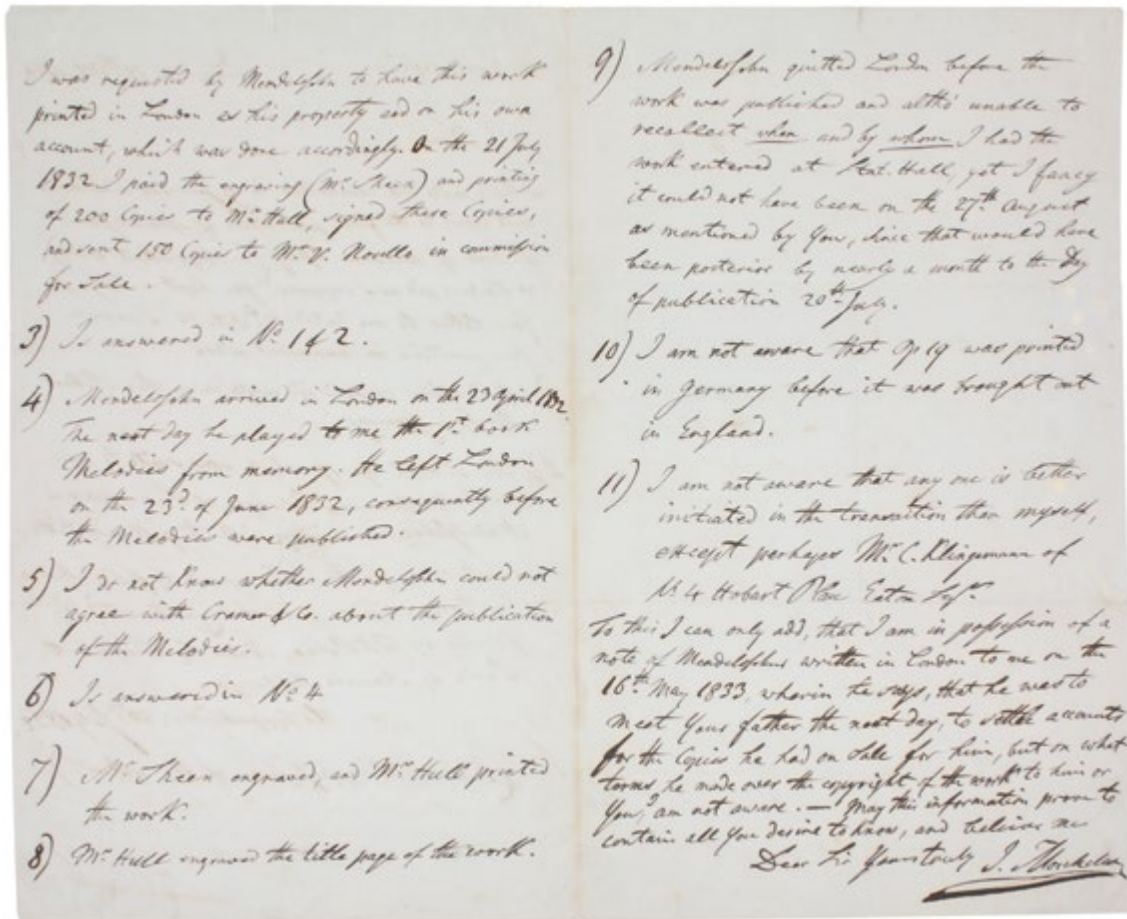 I was requested by Mendelsohn to have this work
printed in London as his property and on his own
account, which was done accordingly. On the 21 July
1832 I paid the engraving (Mr. Skeen) and printing
of 200 Copies to Mr. Hull, signed these Copies,
and sent 150 Copies to Mr. V. Novello in commission
for Sale.
3) Is answered in No. 1 & 2.
4) Mendelsohn arrived in London on the 23 April 1832.
The next day he played to me the 1st. book
Melodies from memory. He left London
on the 23d. of June 1832, consequently before
the Melodies were published.
5) I do not know whether Mendelsohn could not
agree with Cramer & Co. about the publication
of the Melodies.
6) Is answered in No. 4
7) Mr. Skeen engraved, and Mr. Hull printed
the work.
8) Mr. Hull engraved the title page of the work.
9) Mendelsohn quitted London before the
work was published and altho' unable to
recollect when and by whom I had the
work entered at Stat. Hall, yet I fancy
it could not have been on the 27th. August
as mentioned by You, since that would have
been posterior by nearly a month to the Day
of publication 20th. July.
10) I am not aware that Op 19 was printed
in Germany before it was brought out
in England.
11) I am not aware that any one is better
initiated in the transaction than myself,
except perhaps Mr. C. Klingemann of
No. 4 Hobart Place Eaton Sqr.
To this I can only add, that I am in possession of a
note of Mendelsohns written in London to me on the
16th. May 1833, wherein he says, that he was to
meet Your father the next day, to settle accounts
for the Copies he had on Sale for him, but on what
terms, he made over the copyright of the work to him or
You, I am not aware. — May this information prove to
contain all You desire to know, and believe me
Dear Sir Yours truly I. Moscheles